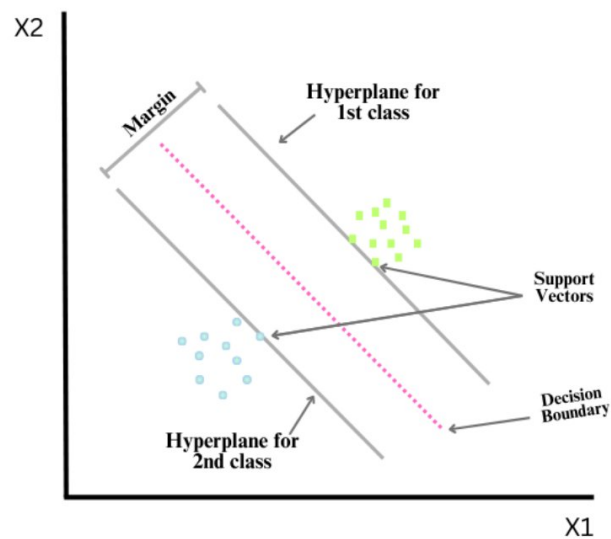 X2
Margin
Hyperplane for
1st class
Support
Vectors
Decision
Boundary
Hyperplane for
2nd class
X1